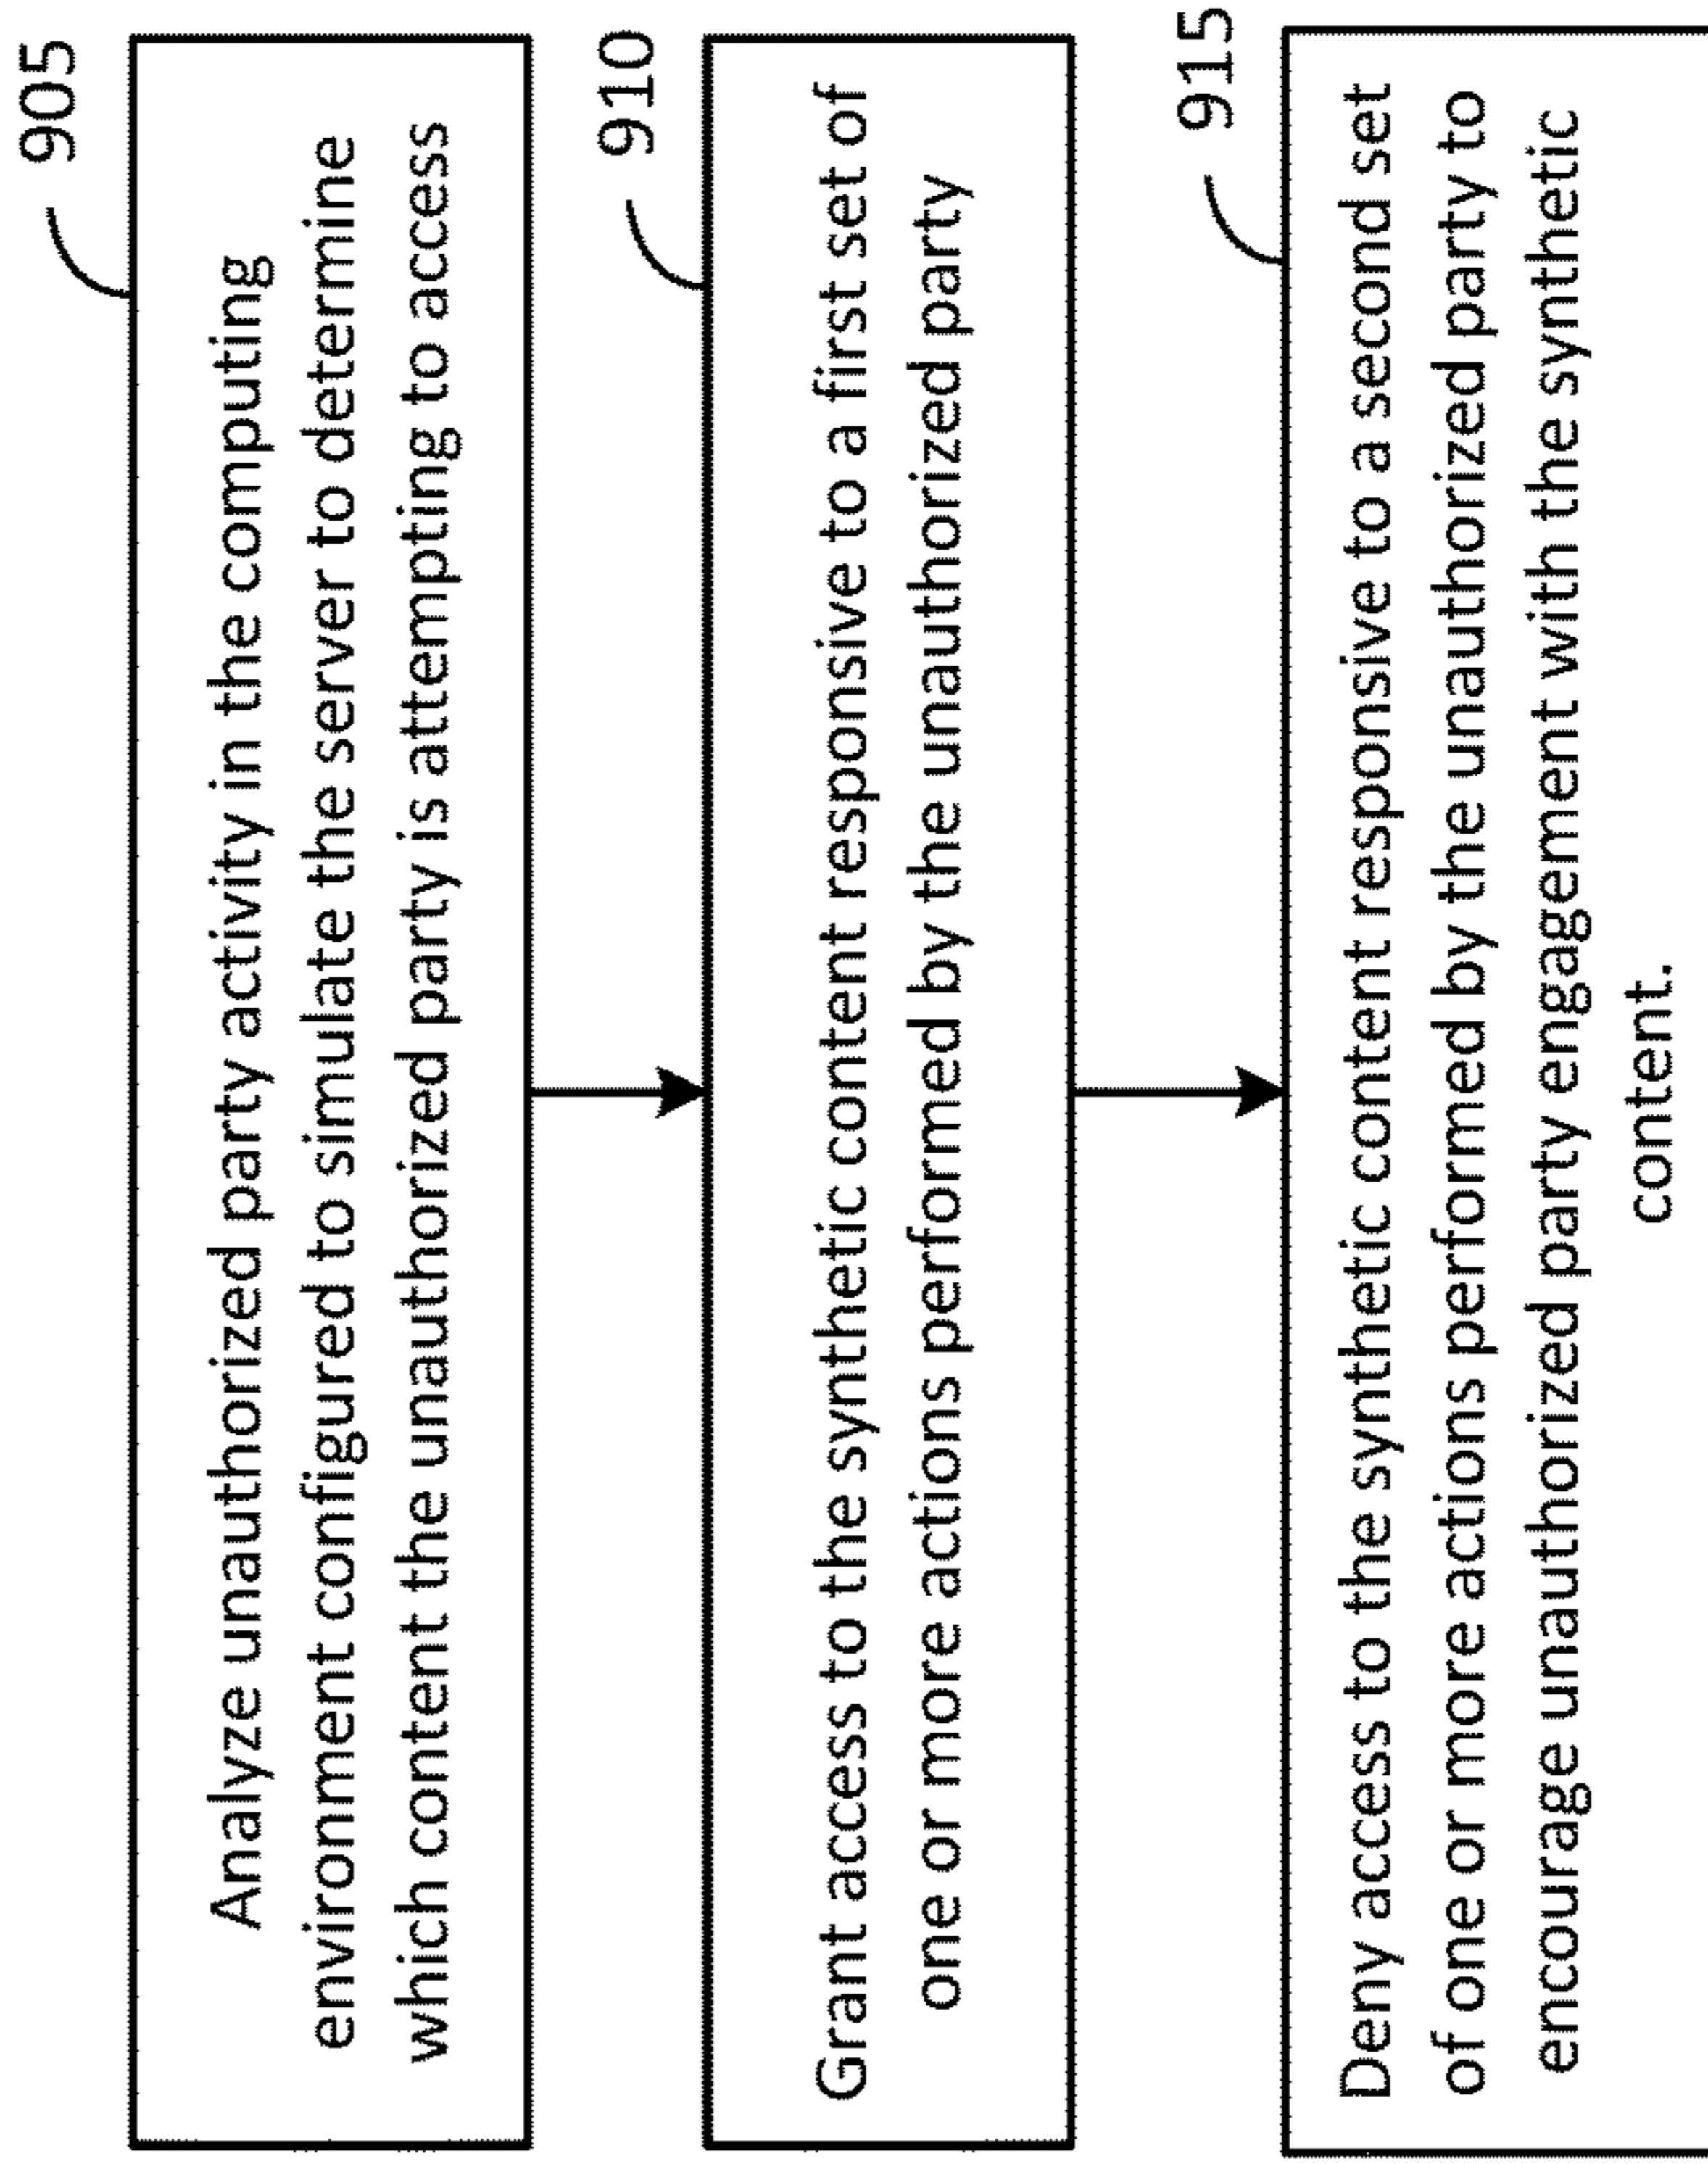 905
Analyze unauthorized party activity in the computing
environment configured to simulate the server to determine
which content the unauthorized party is attempting to access
910
Grant access to the synthetic content responsive to a first set of
one or more actions performed by the unauthorized party
915
Deny access to the synthetic content responsive to a second set
of one or more actions performed by the unauthorized party to
encourage unauthorized party engagement with the synthetic
content.